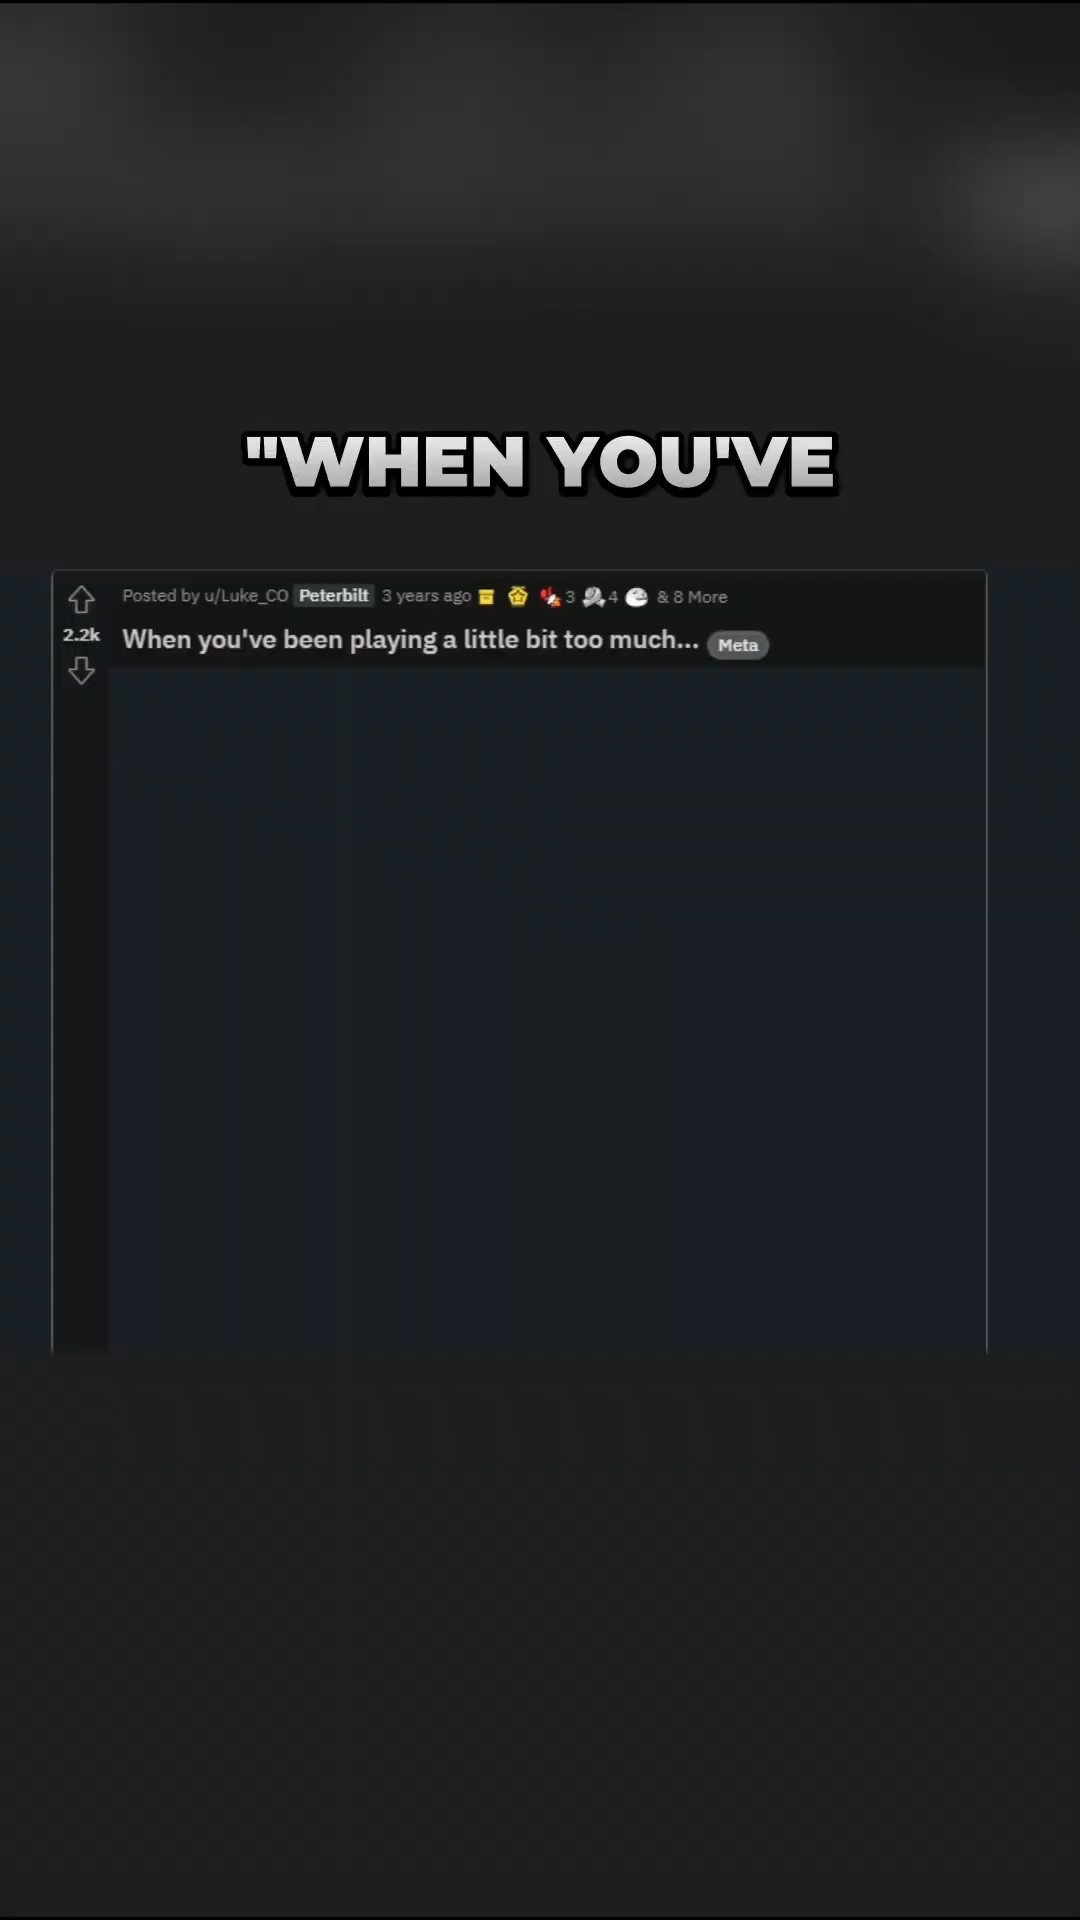 "WHEN YOU'VE
Posted by u/Luke_CO Peterbilt 3 years ago 3 4 & 8 More
2.2k
When you've been playing a little bit too much... Meta